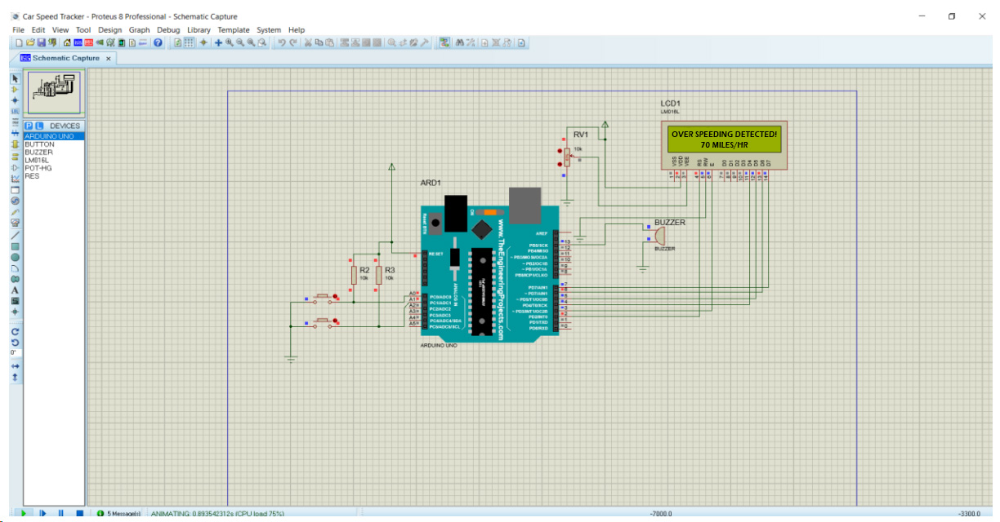 Car Speed Tracker - Proteus 8 Professional - Schematic Capture
File Edit View Tool Design Graph Debug Library Template System Help
Schematic Capture x
P L DEVICES
ARDUINO UNO
BUTTON
BUZZER
LM016L
POT-HG
RES
LCD1
LM016L
OVER SPEEDING DETECTED!
70 MILES/HR
VSS VDD VEE RS RW E D0 D1 D2 D3 D4 D5 D6 D7
RV1
10k
ARD1
Reset BTN
ON
www.TheEngineeringProjects.com
RESET
AREF
PB5/SCK 13
PB4/MISO 12
~ PB3/MOSI/OC2A 11
~ PB2/OC1B 10
~ PB1/OC1A 9
PB0/ICP1/CLKO 8
BUZZER
BUZZER
R2
10k
R3
10k
ANALOG IN
A0 PC0/ADC0
A1 PC1/ADC1
A2 PC2/ADC2
A3 PC3/ADC3
A4 PC4/ADC4/SDA
A5 PC5/ADC5/SCL
PD7/AIN1 7
~ PD6/AIN1 6
~ PD5/T1/OC0B 5
PD4/T0/XCK 4
~ PD3/INT1/OC2B 3
PD2/INT0 2
PD1/TXD 1
PD0/RXD 0
ARDUINO UNO
0°
5 Message(s) ANIMATING: 0.893542312s (CPU load 75%) -7000.0 -3300.0